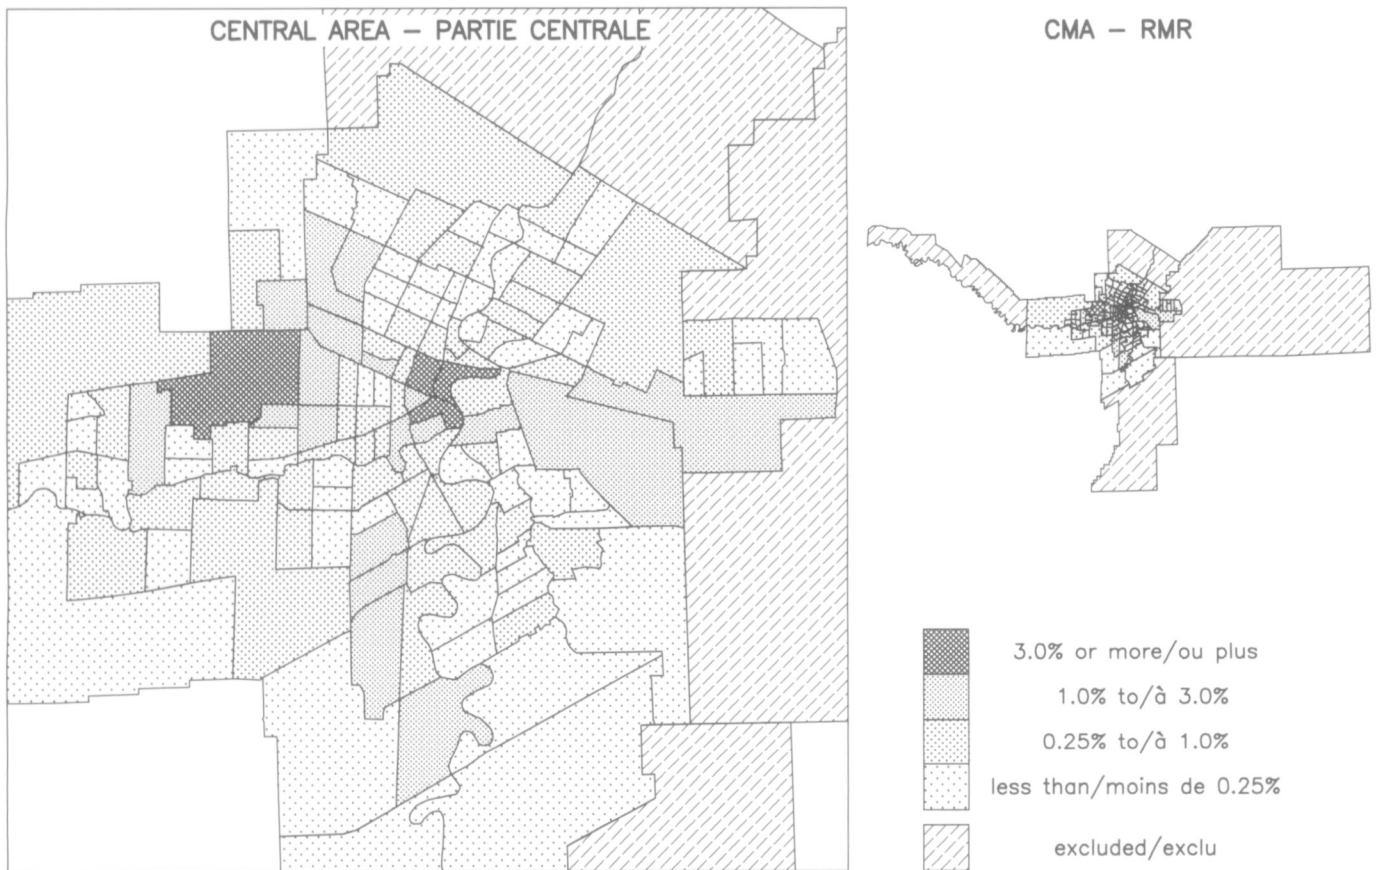 CENTRAL AREA – PARTIE CENTRALE
CMA – RMR
3.0% or more/ou plus
1.0% to/à 3.0%
0.25% to/à 1.0%
less than/moins de 0.25%
excluded/exclu